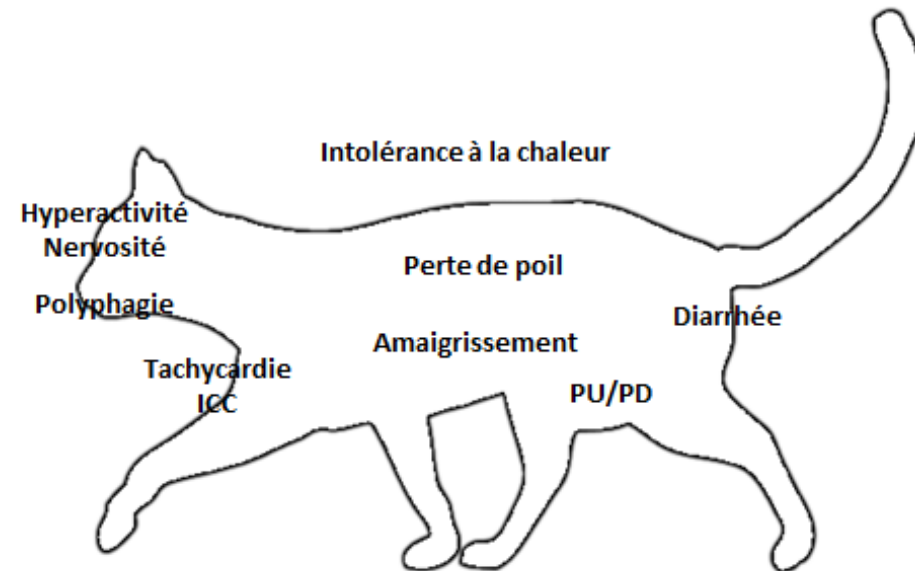 Intolérance à la chaleur
Hyperactivité
Nervosité
Perte de poil
Polyphagie
Diarrhée
Amaigrissement
Tachycardie
ICC
PU/PD